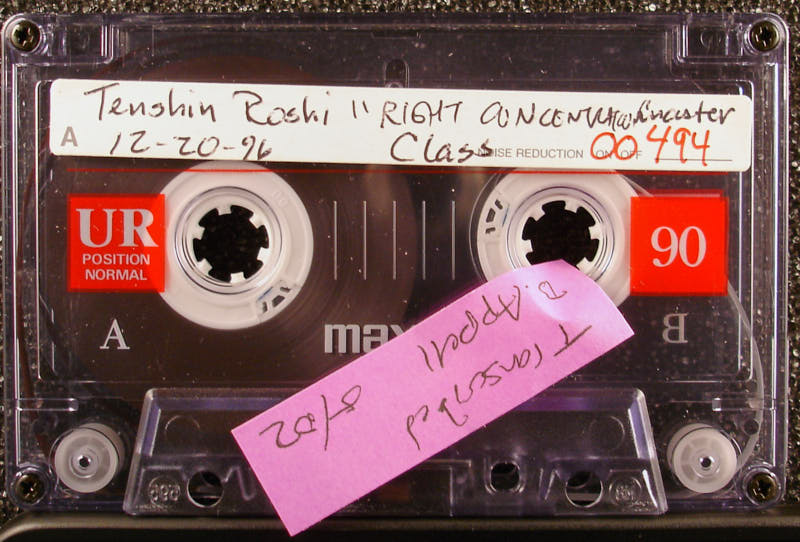 Tenshin Roshi "RIGHT CONCENTRATION
A 12-20-96 Class NOISE REDUCTION ON OFF 00494
UR
POSITION
NORMAL
90
A
B
maxell
Transcribed
B. Appell 8/02